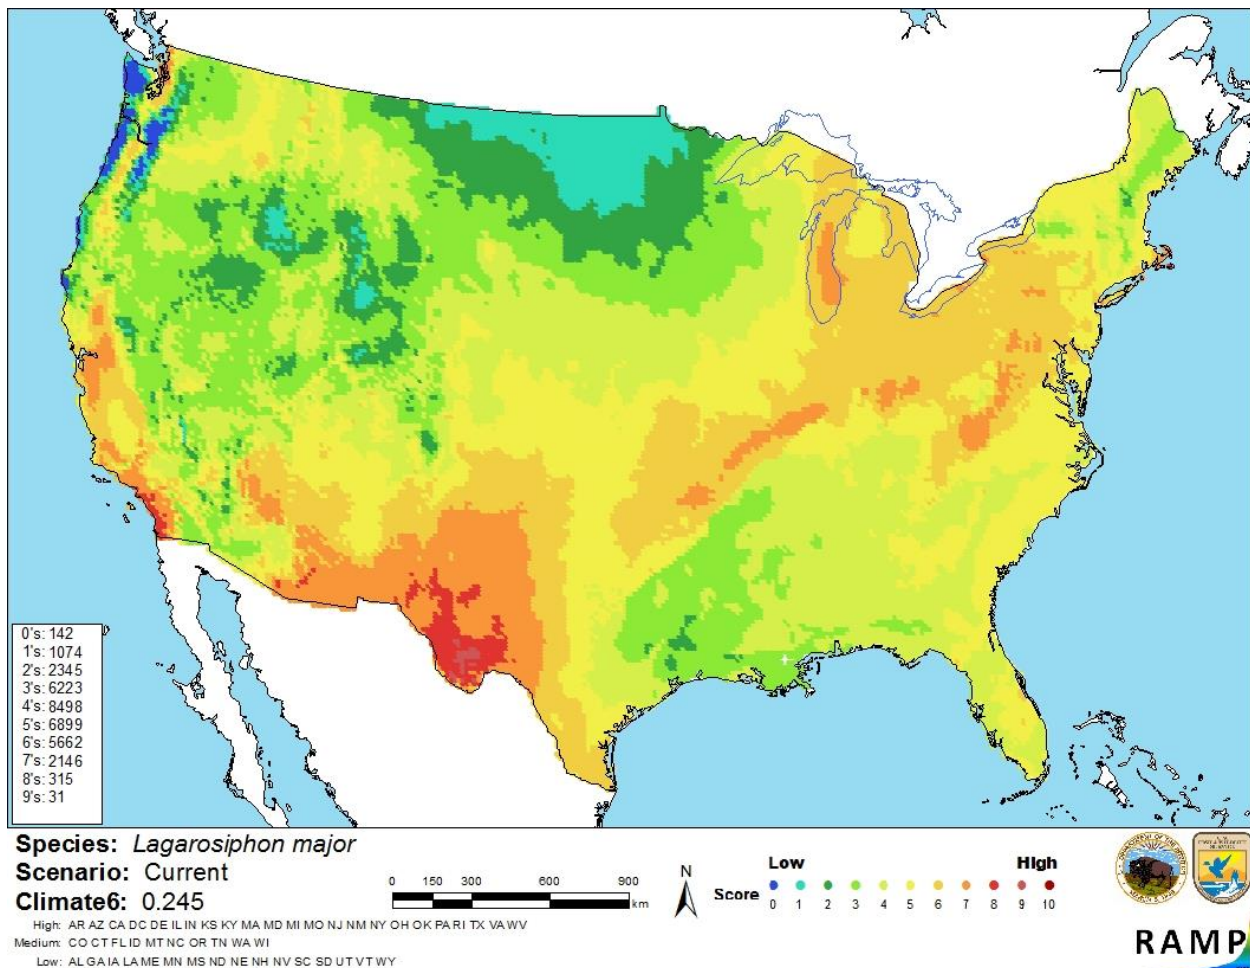 0's: 142
1's: 1074
2's: 2345
3's: 6223
4's: 8498
5's: 6899
6's: 5662
7's: 2146
8's: 315
9's: 31
Species: Lagarosiphon major
Scenario: Current
Climate6: 0.245
High: AR AZ CA DC DE IL IN KS KY MA MD MI MO NJ NM NY OH OK PA RI TX VA WV
Medium: CO CT FL ID MT NC OR TN WA WI
Low: AL GA IA LA ME MN MS ND NE NH NV SC SD UT VT WY
0 150 300 600 900
km
N
Low High
Score
0 1 2 3 4 5 6 7 8 9 10
RAMP